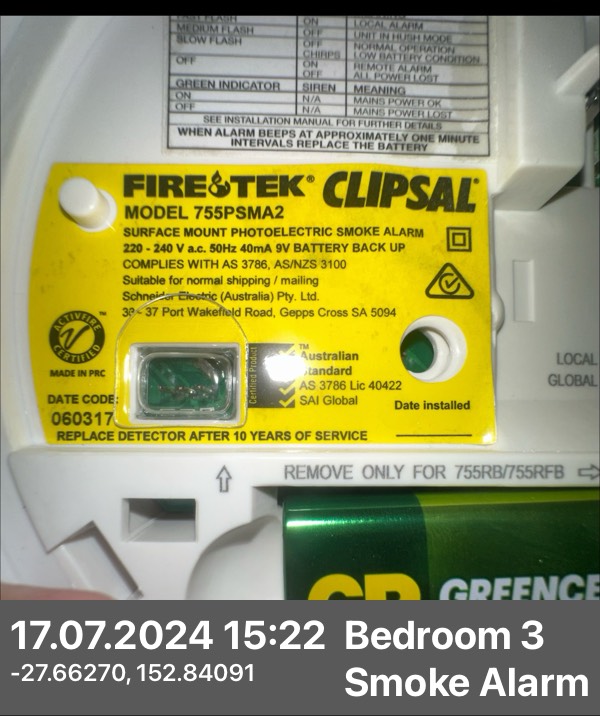 FAST FLASH ON LOCAL ALARM
MEDIUM FLASH OFF UNIT IN HUSH MODE
SLOW FLASH OFF NORMAL OPERATION
CHIRPS LOW BATTERY CONDITION
OFF ON REMOTE ALARM
OFF ALL POWER LOST
GREEN INDICATOR SIREN MEANING
ON N/A MAINS POWER OK
OFF N/A MAINS POWER LOST
SEE INSTALLATION MANUAL FOR FURTHER DETAILS
WHEN ALARM BEEPS AT APPROXIMATELY ONE MINUTE
INTERVALS REPLACE THE BATTERY
FIRETEK® CLIPSAL®
MODEL 755PSMA2
SURFACE MOUNT PHOTOELECTRIC SMOKE ALARM
220 - 240 V a.c. 50Hz 40mA 9V BATTERY BACK UP
COMPLIES WITH AS 3786, AS/NZS 3100
Suitable for normal shipping / mailing
Schneider Electric (Australia) Pty. Ltd.
33 - 37 Port Wakefield Road, Gepps Cross SA 5094
ACTIVFIRE
CERTIFIED
™
MADE IN PRC
Certified Product
™
Australian
Standard
AS 3786 Lic 40422
SAI Global
Date installed
DATE CODE:
060317
REPLACE DETECTOR AFTER 10 YEARS OF SERVICE
LOCAL
GLOBAL
REMOVE ONLY FOR 755RB/755RFB
GP GREENCE
17.07.2024 15:22
-27.66270, 152.84091
Bedroom 3
Smoke Alarm